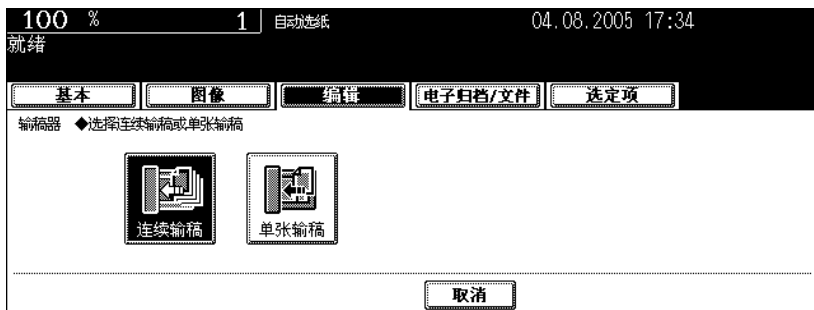 100 % 1 自动选纸 04.08.2005 17:34
就绪
基本 图像 编辑 电子归档/文件 选定项
输稿器 ◆选择连续输稿或单张输稿
连续输稿 单张输稿
取消